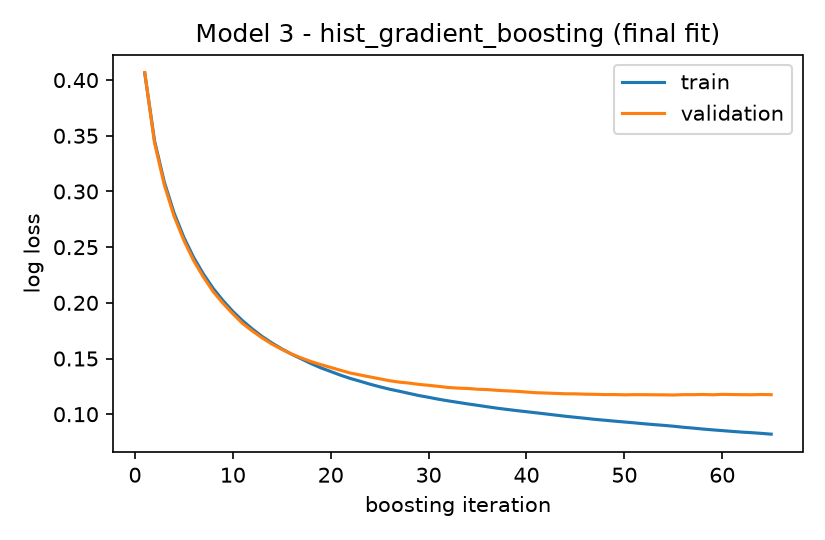 Model 3 - hist_gradient_boosting (final fit)
train
validation
log loss
0.40
0.35
0.30
0.25
0.20
0.15
0.10
0
10
20
30
40
50
60
boosting iteration